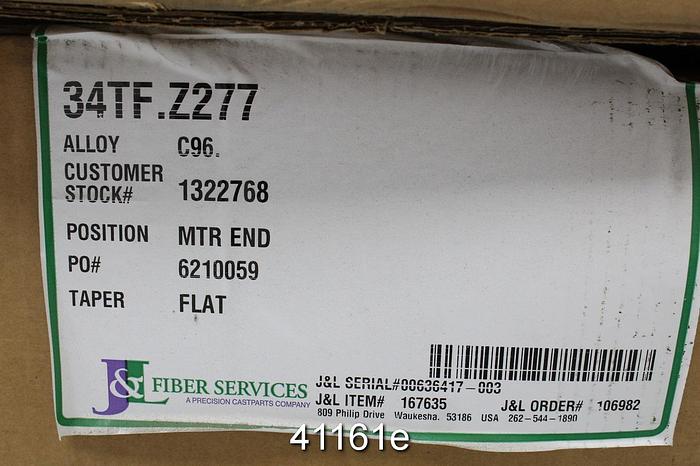 34TF.Z277
ALLOY C96.
CUSTOMER
STOCK# 1322768
POSITION MTR END
PO# 6210059
TAPER FLAT
J&L FIBER SERVICES
A PRECISION CASTPARTS COMPANY
J&L SERIAL#00636417-003
J&L ITEM# 167635 J&L ORDER# 106982
809 Philip Drive Waukesha. 53186 USA 262-544-1890
41161e